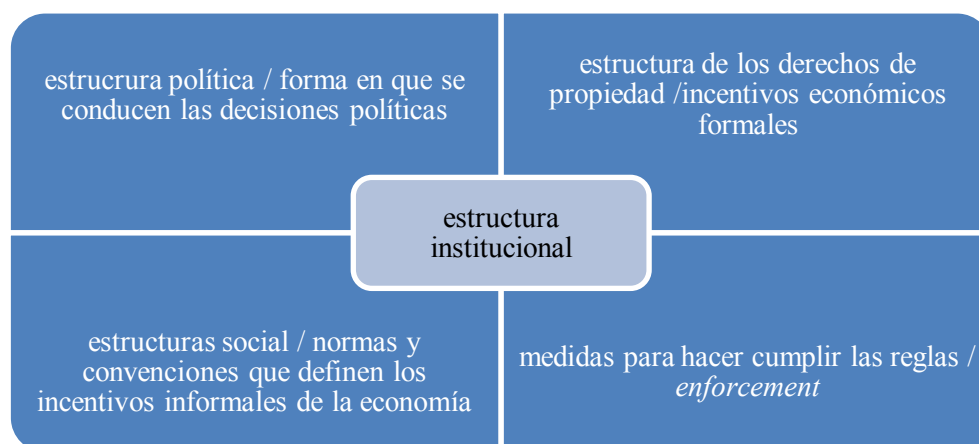 estrucrura política / forma en que se
conducen las decisiones políticas
estructura de los derechos de
propiedad /incentivos económicos
formales
estructura
institucional
estructuras social / normas y
convenciones que definen los
incentivos informales de la economía
medidas para hacer cumplir las reglas /
enforcement